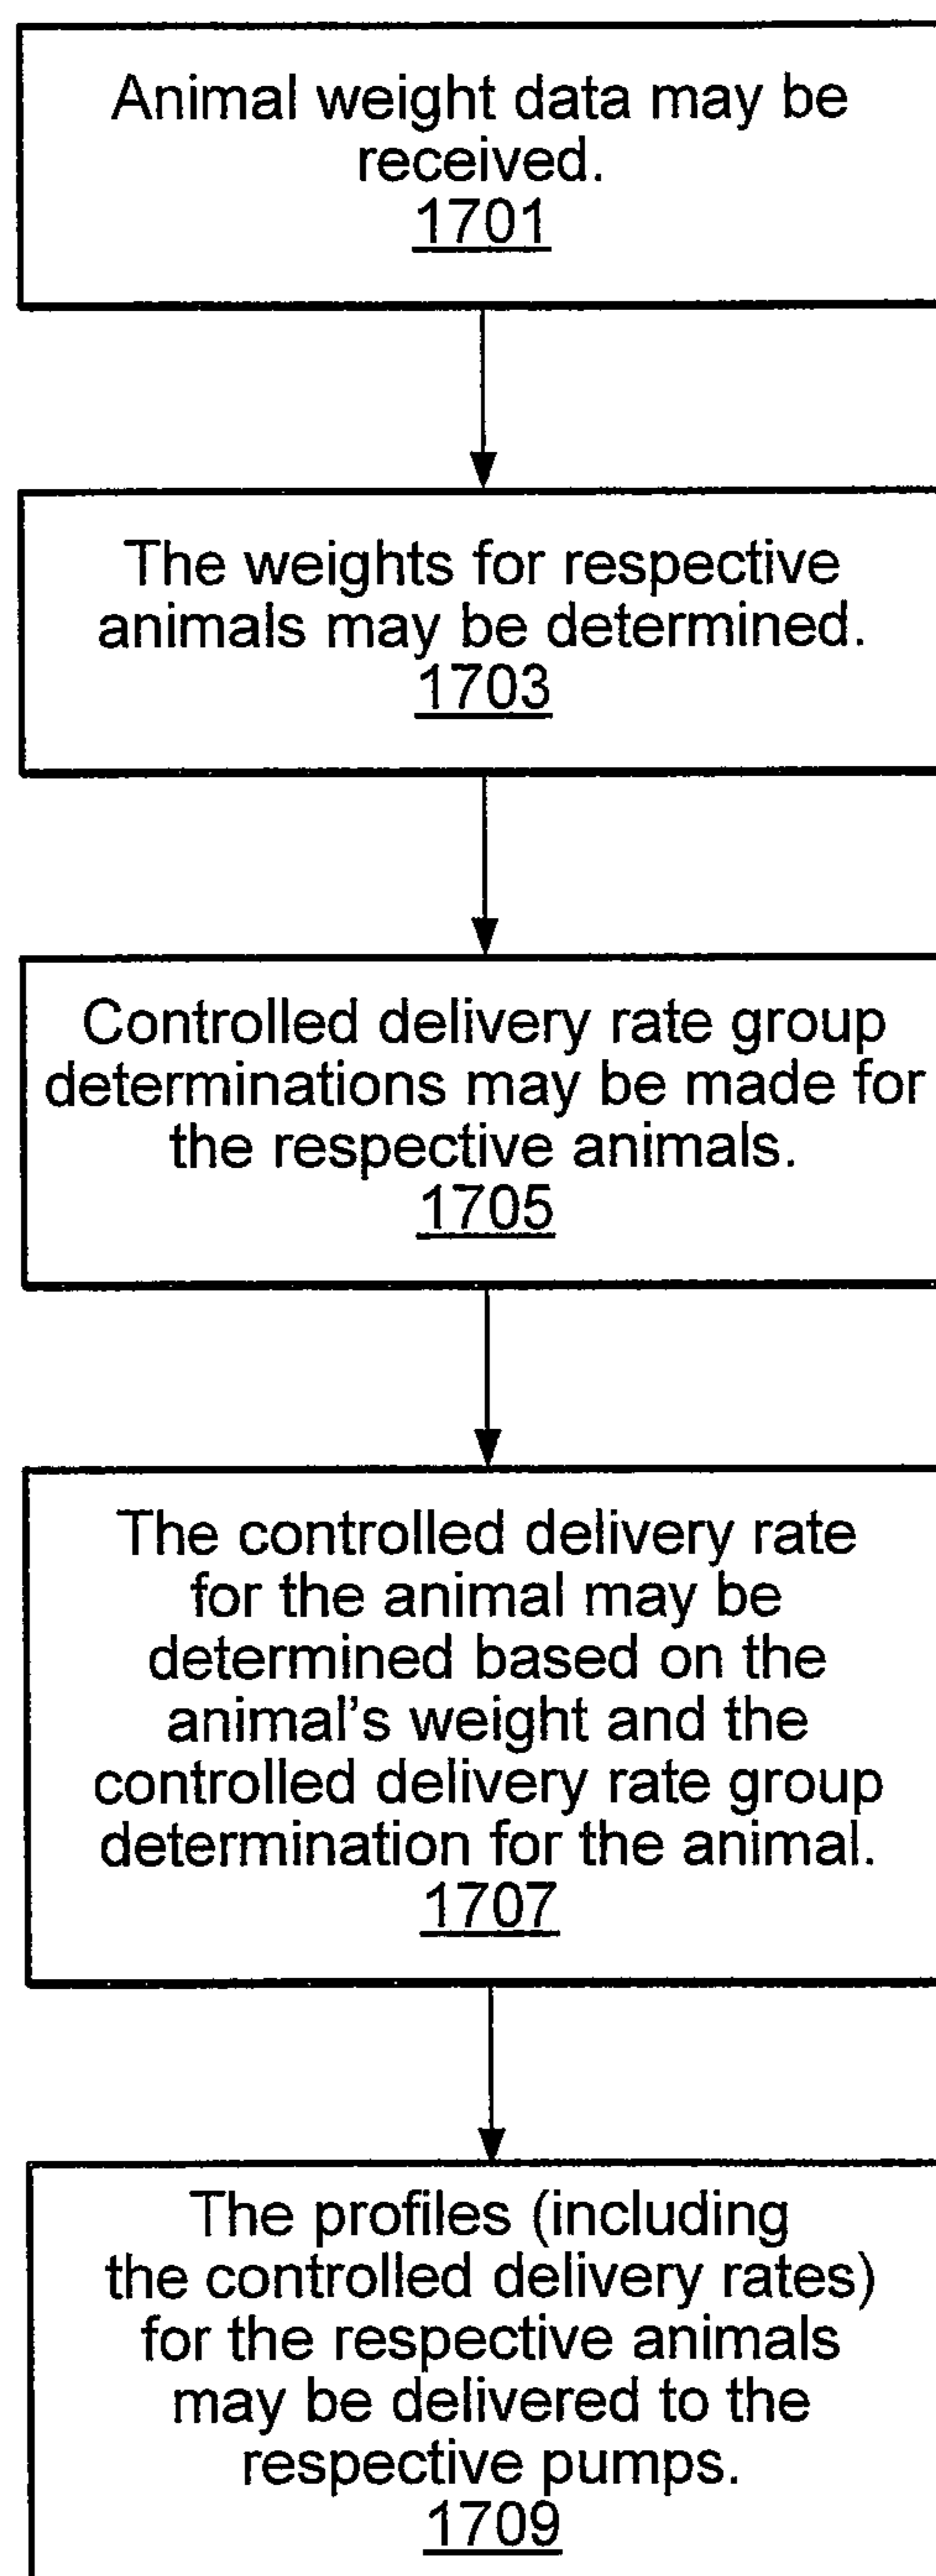 Animal weight data may be
received.
1701
The weights for respective
animals may be determined.
1703
Controlled delivery rate group
determinations may be made for
the respective animals.
1705
The controlled delivery rate
for the animal may be
determined based on the
animal's weight and the
controlled delivery rate group
determination for the animal.
1707
The profiles (including
the controlled delivery rates)
for the respective animals
may be delivered to the
respective pumps.
1709